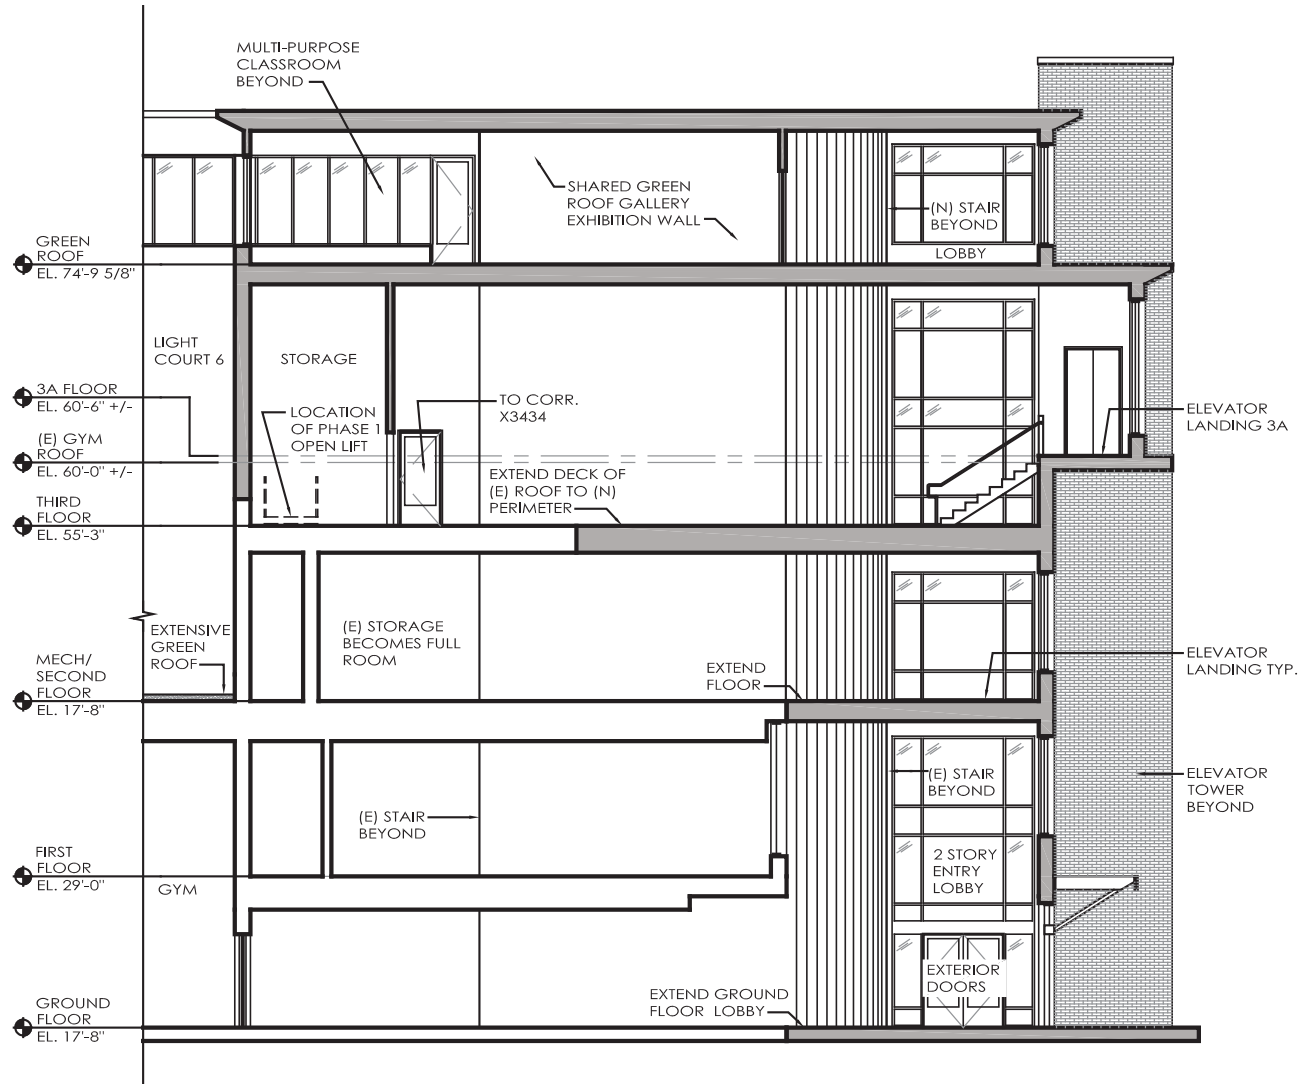 MULTI-PURPOSE
CLASSROOM
BEYOND
SHARED GREEN
ROOF GALLERY
EXHIBITION WALL
(N) STAIR
BEYOND
LOBBY
GREEN
ROOF
EL. 74'-9 5/8"
LIGHT
COURT 6
STORAGE
3A FLOOR
EL. 60'-6" +/-
LOCATION
OF PHASE 1
OPEN LIFT
TO CORR.
X3434
ELEVATOR
LANDING 3A
(E) GYM
ROOF
EL. 60'-0" +/-
EXTEND DECK OF
(E) ROOF TO (N)
PERIMETER
THIRD
FLOOR
EL. 55'-3"
EXTENSIVE
GREEN
ROOF
(E) STORAGE
BECOMES FULL
ROOM
EXTEND
FLOOR
ELEVATOR
LANDING TYP.
MECH/
SECOND
FLOOR
EL. 17'-8"
(E) STAIR
BEYOND
(E) STAIR
BEYOND
ELEVATOR
TOWER
BEYOND
2 STORY
ENTRY
LOBBY
FIRST
FLOOR
EL. 29'-0"
GYM
EXTERIOR
DOORS
EXTEND GROUND
FLOOR LOBBY
GROUND
FLOOR
EL. 17'-8"